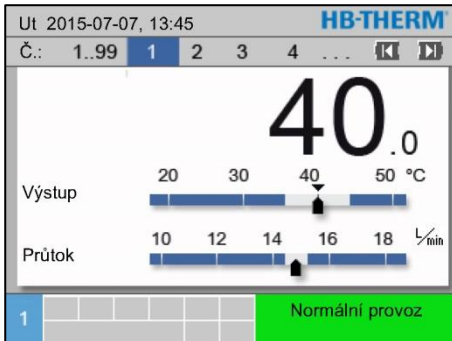 Ut 2015-07-07, 13:45 HB-THERM®
Č.: 1..99 1 2 3 4 ...
40.0
20 30 40 50 °C
Výstup
10 12 14 16 18 L/min
Průtok
1 Normální provoz